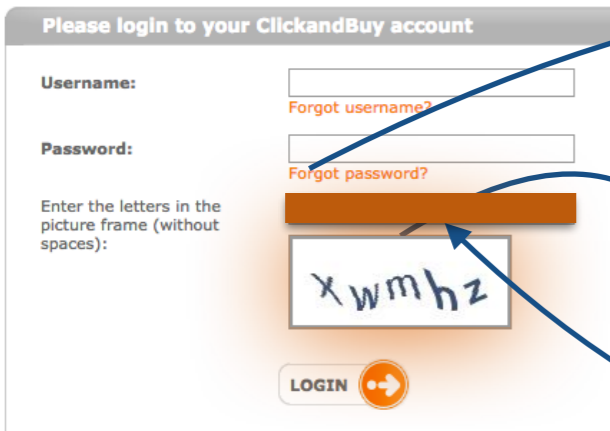 Please login to your ClickandBuy account
Username:
Forgot username?
Password:
Forgot password?
Enter the letters in the
picture frame (without
spaces):
xwmhz
LOGIN